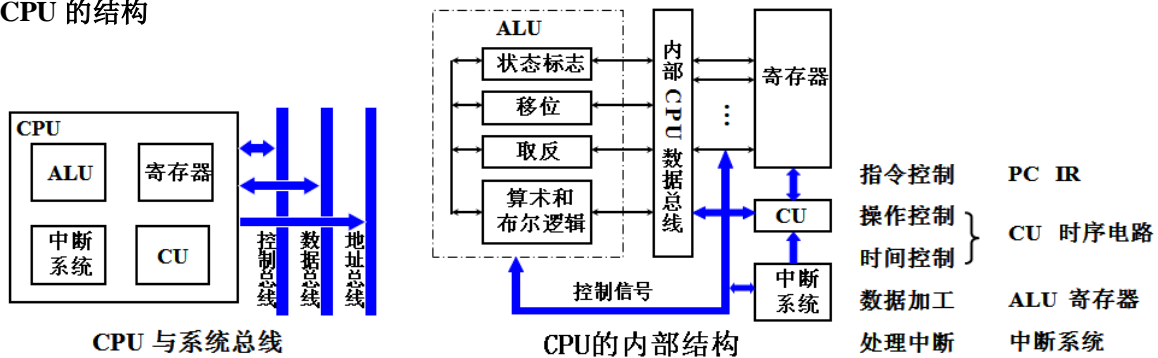 CPU 的结构
CPU
ALU
寄存器
中断
系统
CU
控制总线
数据总线
地址总线
CPU 与系统总线
ALU
状态标志
移位
取反
算术和
布尔逻辑
内部 CPU 数据总线
寄存器
…
CU
中断
系统
控制信号
CPU的内部结构
指令控制 PC IR
操作控制
时间控制
CU 时序电路
数据加工 ALU 寄存器
处理中断 中断系统